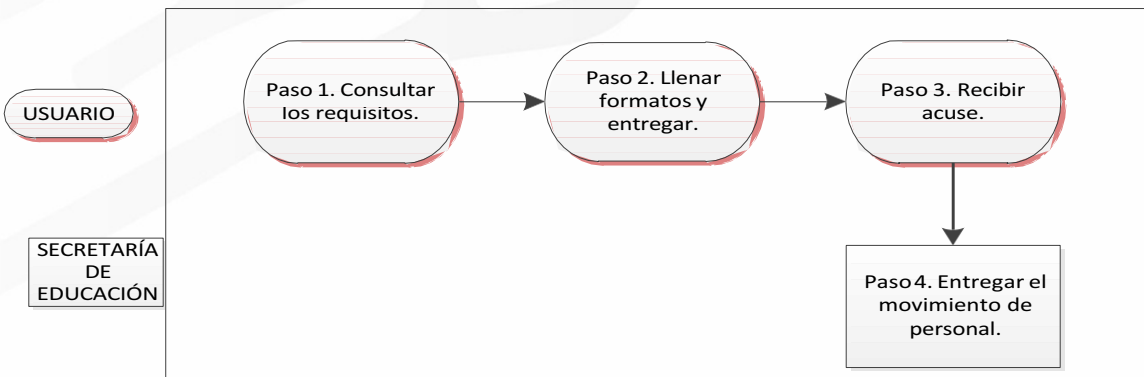 USUARIO
Paso 1. Consultar
los requisitos.
Paso 2. Llenar
formatos y
entregar.
Paso 3. Recibir
acuse.
SECRETARÍA
DE
EDUCACIÓN
Paso 4. Entregar el
movimiento de
personal.